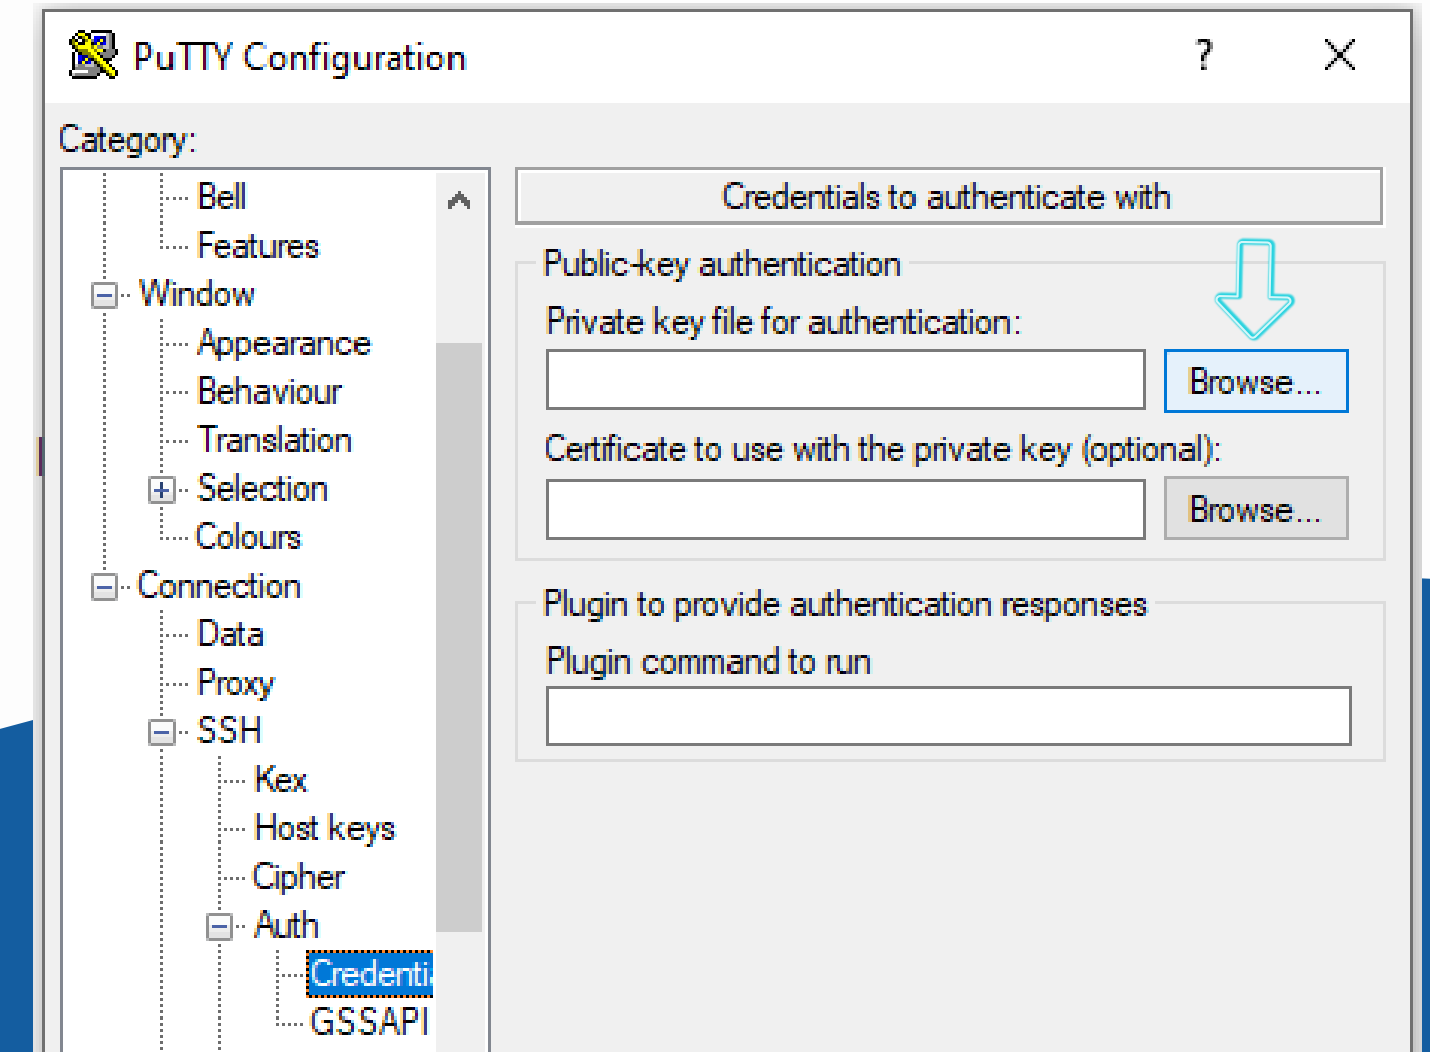 PuTTY Configuration
?
Category:
Bell
Features
Window
Appearance
Behaviour
Translation
Selection
Colours
Connection
Data
Proxy
SSH
Kex
Host keys
Cipher
Auth
Credenti
GSSAPI
Credentials to authenticate with
Public-key authentication
Private key file for authentication:
Browse...
Certificate to use with the private key (optional):
Browse...
Plugin to provide authentication responses
Plugin command to run